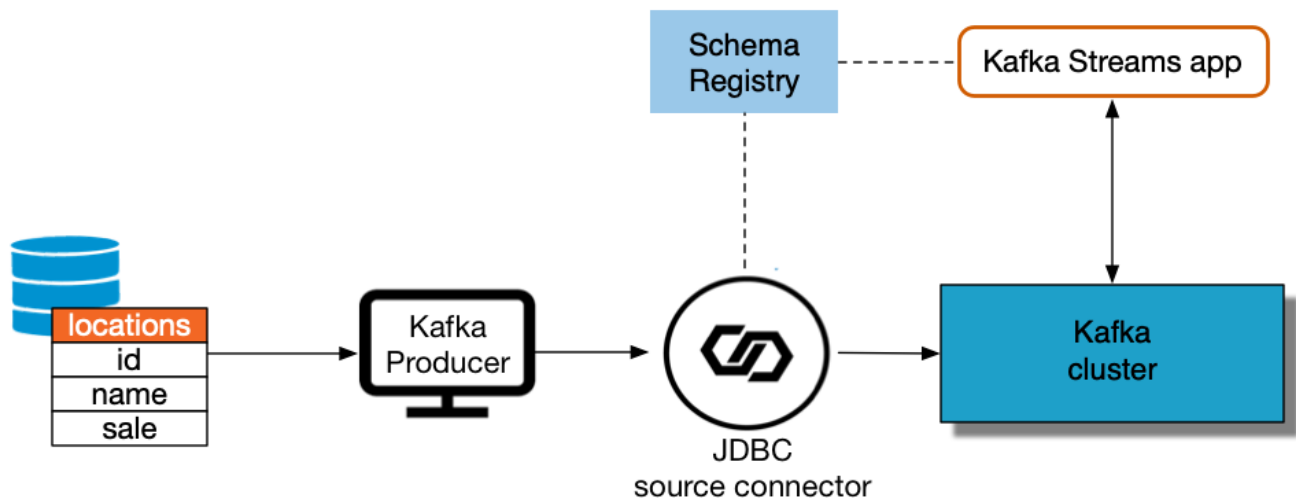 Schema
Registry
Kafka Streams app
locations
id
name
sale
Kafka
Producer
JDBC
source connector
Kafka
cluster